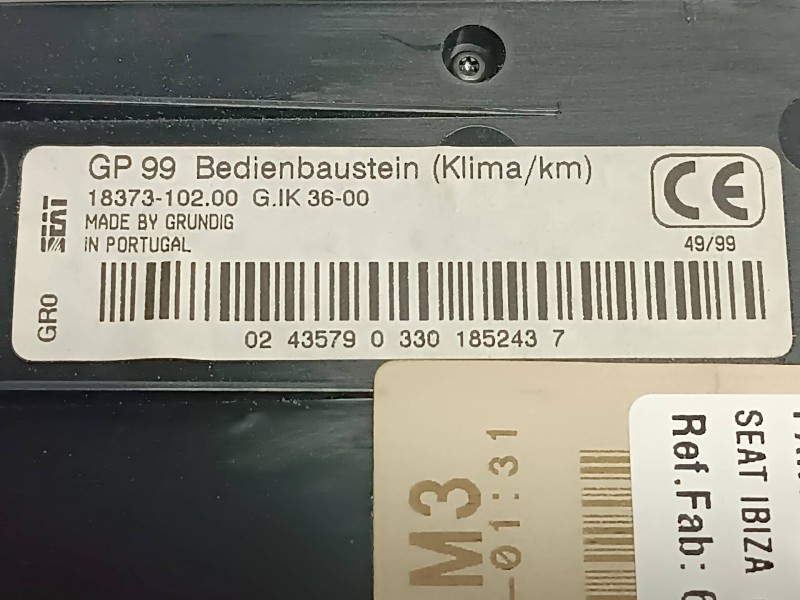 GP 99 Bedienbaustein (Klima/km)
18373-102.00 G.IK 36-00
MADE BY GRUNDIG
IN PORTUGAL
CE
49/99
SEAT
GR0
02 43579 0 330 185243 7
M3
-01:31
SEAT IBIZA
Ref.Fab: 6